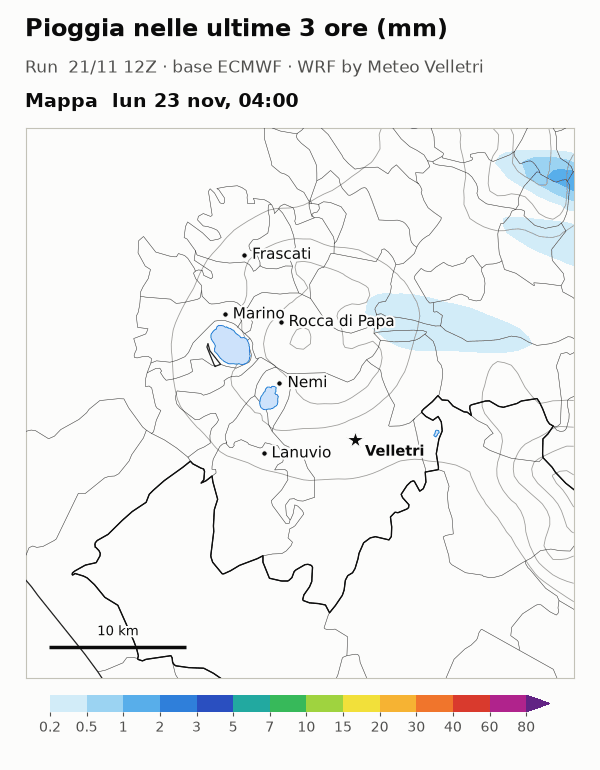 Pioggia nelle ultime 3 ore (mm)
Run  21/11 12Z · base ECMWF · WRF by Meteo Velletri
Mappa  lun 23 nov, 04:00
Frascati
Marino
Rocca di Papa
Nemi
Velletri
Lanuvio
10 km
0.2 0.5 1 2 3 5 7 10 15 20 30 40 60 80